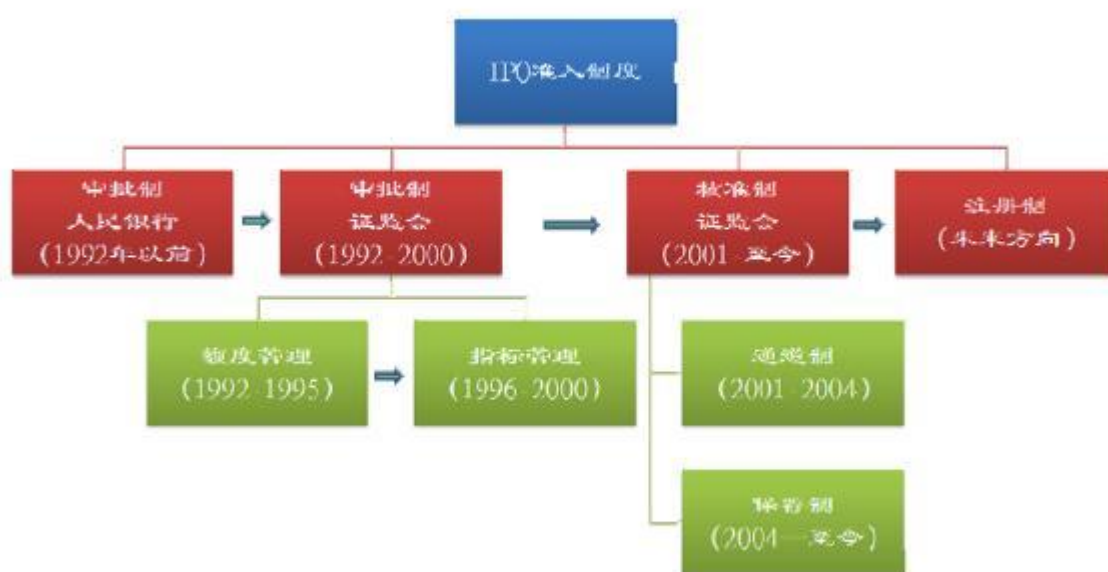 IPO准入制度
审批制
人民银行
(1992年以前)
审批制
证监会
(1992-2000)
核准制
证监会
(2001-至今)
注册制
(未来方向)
额度管理
(1992-1995)
指标管理
(1996-2000)
通道制
(2001-2004)
保荐制
(2004—至今)